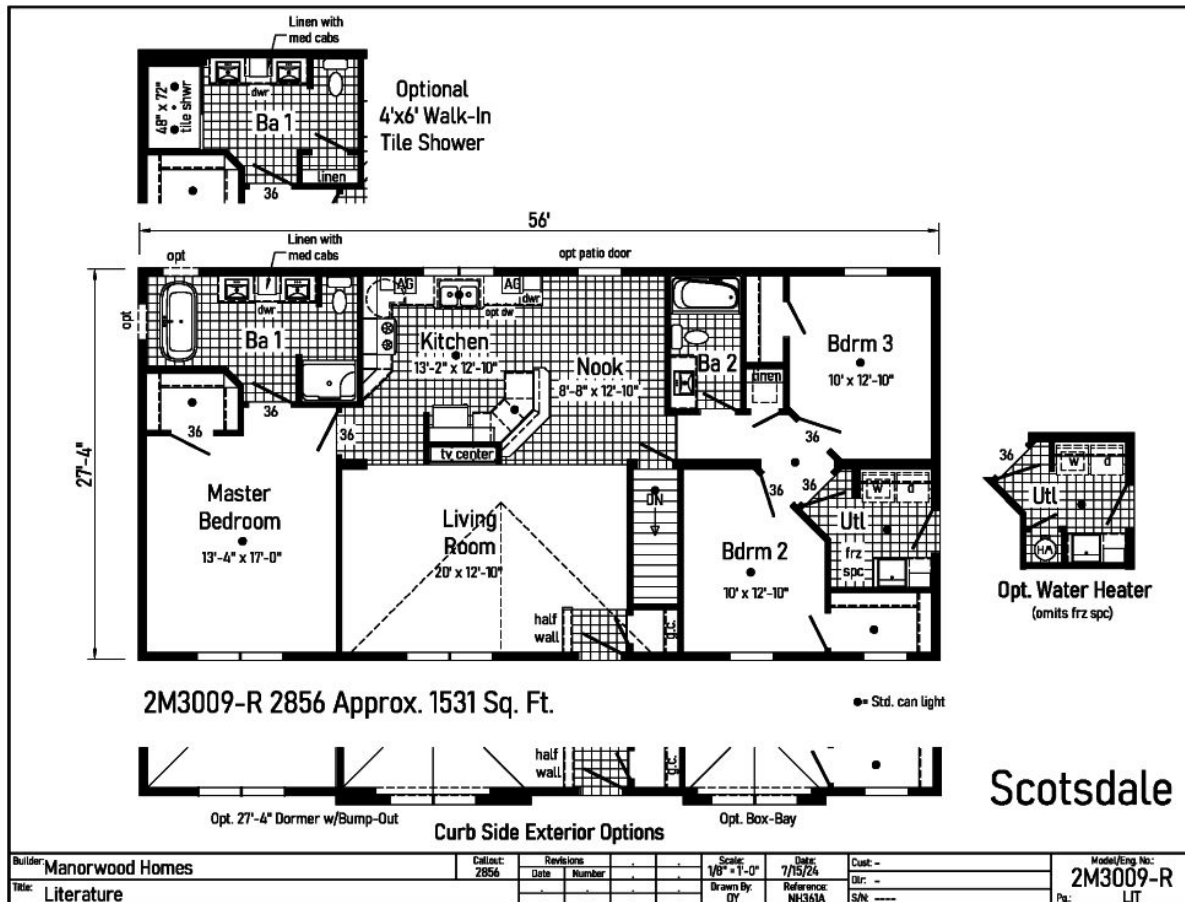 Linen with
med cabs
48" x 72"
tile shwr
dwr
Ba 1
linen
36
Optional
4'x6' Walk-In
Tile Shower
56'
27'-4"
opt
opt
Linen with
med cabs
dwr
Ba 1
36
36
AG
AG
dwr
opt dw
Kitchen
13'-2" x 12'-10"
36
tv center
opt patio door
Nook
8'-8" x 12'-10"
Ba 2
linen
Bdrm 3
10' x 12'-10"
36
36
36
Master
Bedroom
13'-4" x 17'-0"
Living
Room
20' x 12'-10"
DN
half
wall
g.c.
Bdrm 2
10' x 12'-10"
w
d
Utl
frz
spc
36
w
d
Utl
Opt. Water Heater
(omits frz spc)
2M3009-R 2856 Approx. 1531 Sq. Ft.
●= Std. can light
half
wall
g.c.
Opt. 27'-4" Dormer w/Bump-Out
Opt. Box-Bay
Curb Side Exterior Options
Scotsdale
Builder: Manorwood Homes
Title: Literature
Callout:
2856
Revisions
Date Number
Scale:
1/8" = 1'-0"
Drawn By:
OY
Date:
7/15/24
Reference:
NH361A
Cust: -
Dlr: -
S/N: ----
Model/Eng. No.:
2M3009-R
Pg.: LIT